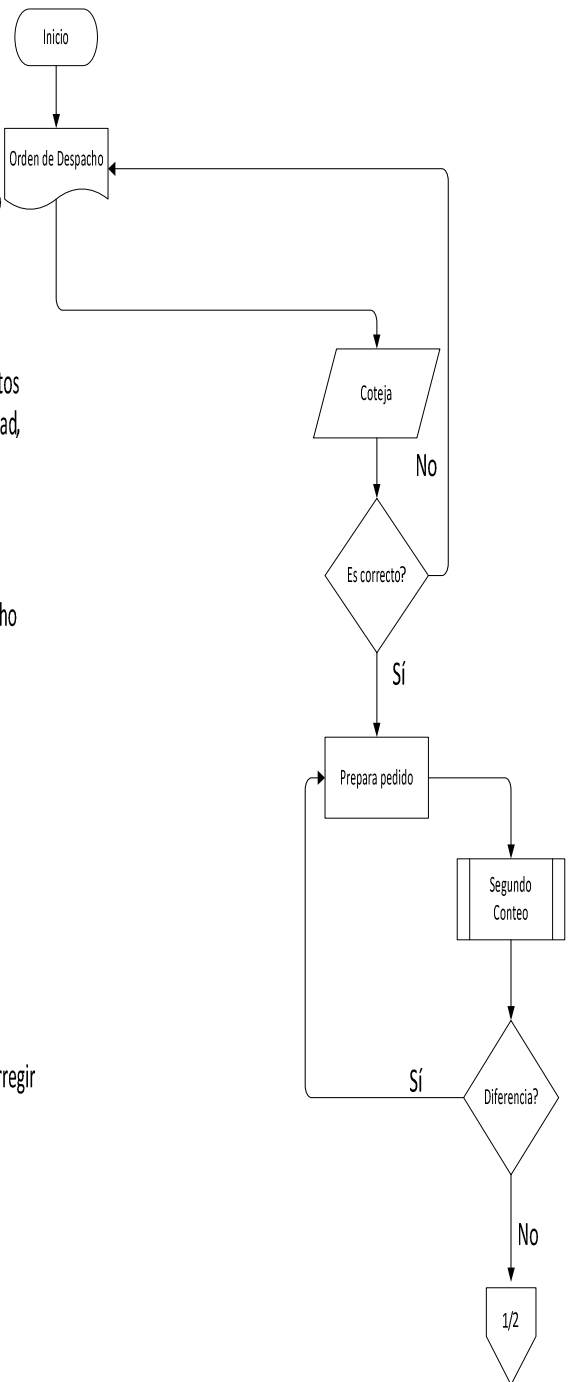 Inicio
Orden de Despacho
Coteja
No
Es correcto?
Sí
Prepara pedido
Segundo
Conteo
Sí
Diferencia?
No
1/2